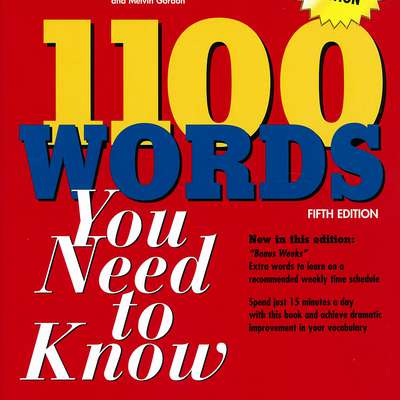 and Melvin Gordon
1100
WORDS
FIFTH EDITION
You
Need
to
Know
New in this edition:
"Bonus Weeks"
Extra words to learn on a
recommended weekly time schedule
Spend just 15 minutes a day
with this book and achieve dramatic
improvement in your vocabulary